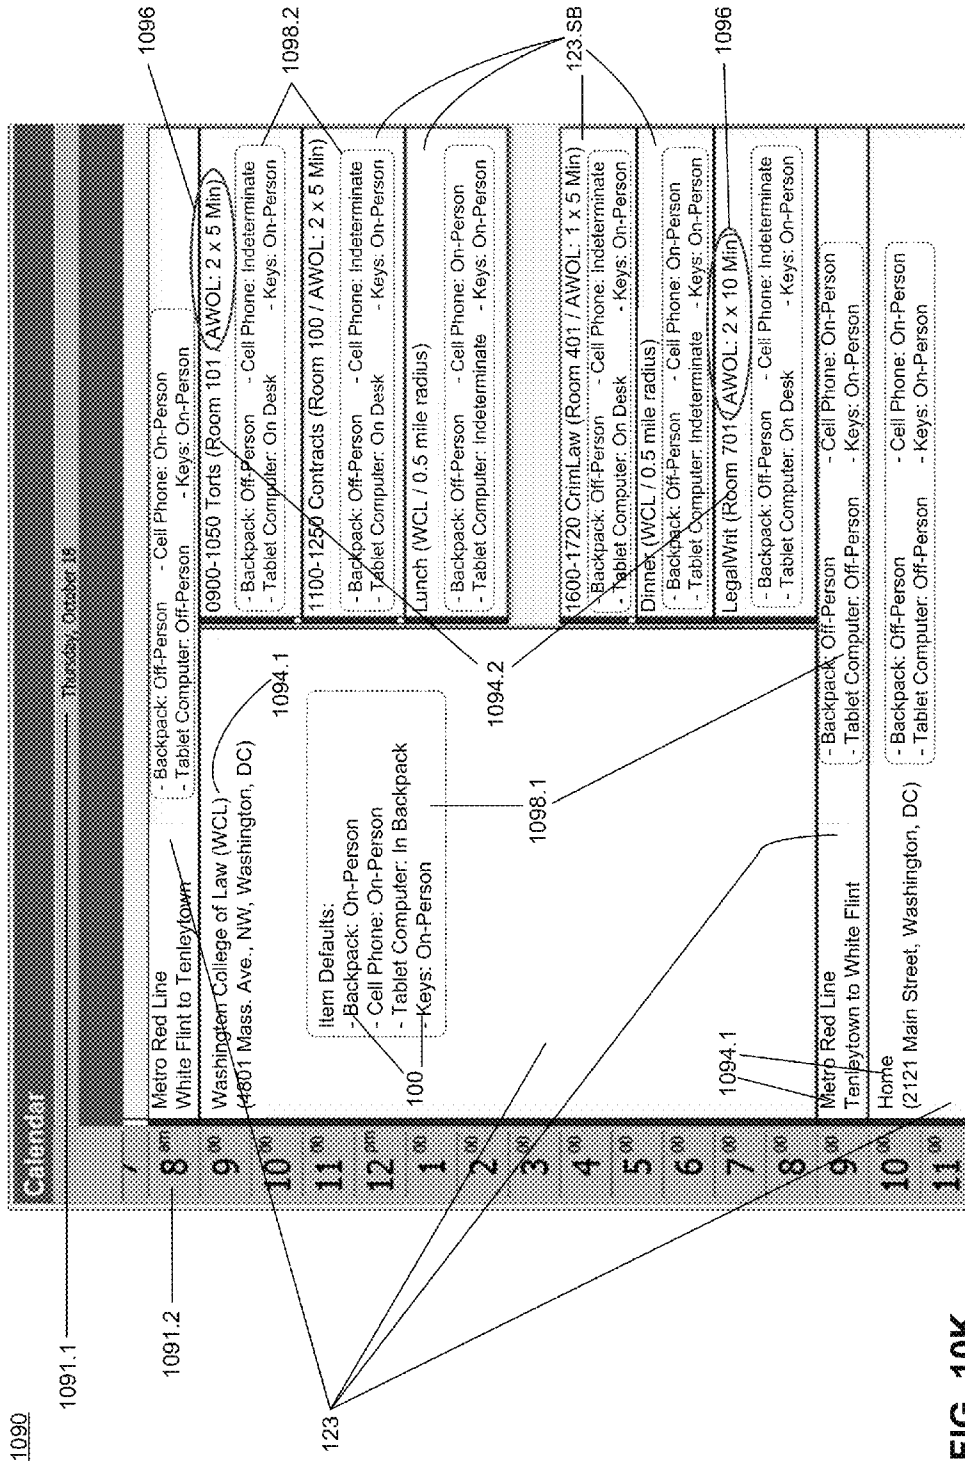 1090
1091.1
1091.2
123
Calendar
Thursday, October 18
7
8 am
9 00
10 00
11 00
12 pm
1 00
2 00
3 00
4 00
5 00
6 00
7 00
8 00
9 00
10 00
11 00
Metro Red Line
White Flint to Tenleytown
- Backpack: Off-Person - Cell Phone: On-Person
- Tablet Computer: Off-Person - Keys: On-Person
Washington College of Law (WCL)
(4801 Mass. Ave., NW, Washington, DC)
1094.1
Item Defaults:
- Backpack: On-Person
- Cell Phone: On-Person
- Tablet Computer: In Backpack
- Keys: On-Person
100
1098.1
1094.2
0900-1050 Torts (Room 101 / AWOL: 2 x 5 Min)
- Backpack: Off-Person - Cell Phone: Indeterminate
- Tablet Computer: On Desk - Keys: On-Person
1100-1250 Contracts (Room 100 / AWOL: 2 x 5 Min)
- Backpack: Off-Person - Cell Phone: Indeterminate
- Tablet Computer: On Desk - Keys: On-Person
Lunch (WCL / 0.5 mile radius)
- Backpack: Off-Person - Cell Phone: On-Person
- Tablet Computer: Indeterminate - Keys: On-Person
1600-1720 CrimLaw (Room 401 / AWOL: 1 x 5 Min)
- Backpack: Off-Person - Cell Phone: Indeterminate
- Tablet Computer: On Desk - Keys: On-Person
Dinner (WCL / 0.5 mile radius)
- Backpack: Off-Person - Cell Phone: On-Person
- Tablet Computer: Indeterminate - Keys: On-Person
LegalWrit (Room 701 / AWOL: 2 x 10 Min)
- Backpack: Off-Person - Cell Phone: Indeterminate
- Tablet Computer: On Desk - Keys: On-Person
1096
1098.2
123.SB
1096
1094.1
Metro Red Line
Tenleytown to White Flint
- Backpack: Off-Person - Cell Phone: On-Person
- Tablet Computer: Off-Person - Keys: On-Person
Home
(2121 Main Street, Washington, DC)
- Backpack: Off-Person - Cell Phone: On-Person
- Tablet Computer: Off-Person - Keys: On-Person
FIG. 10K